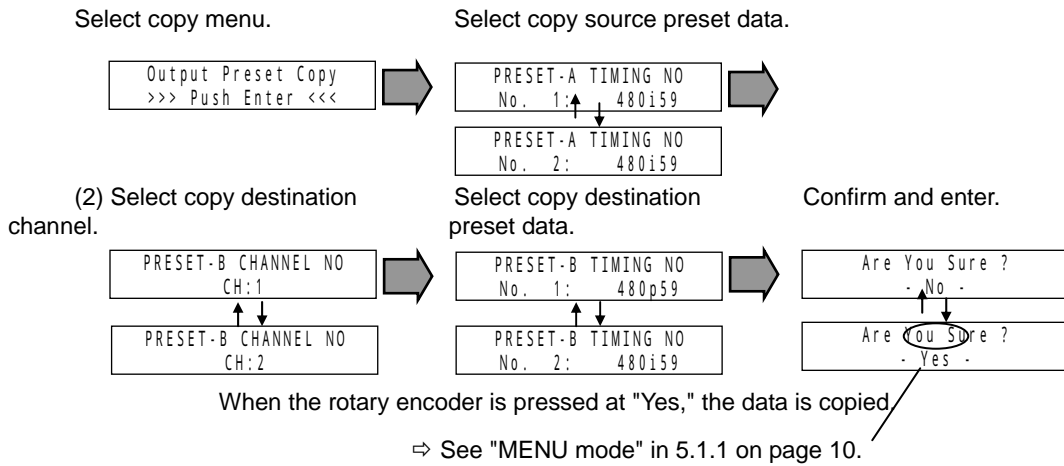 Select copy menu.
Select copy source preset data.
Output Preset Copy
>>> Push Enter <<<
PRESET-A TIMING NO
No. 1: 480i59
PRESET-A TIMING NO
No. 2: 480i59
(2) Select copy destination
channel.
Select copy destination
preset data.
Confirm and enter.
PRESET-B CHANNEL NO
CH:1
PRESET-B CHANNEL NO
CH:2
PRESET-B TIMING NO
No. 1: 480p59
PRESET-B TIMING NO
No. 2: 480i59
Are You Sure ?
- No -
Are You Sure ?
- Yes -
When the rotary encoder is pressed at "Yes," the data is copied.
⇨ See "MENU mode" in 5.1.1 on page 10.